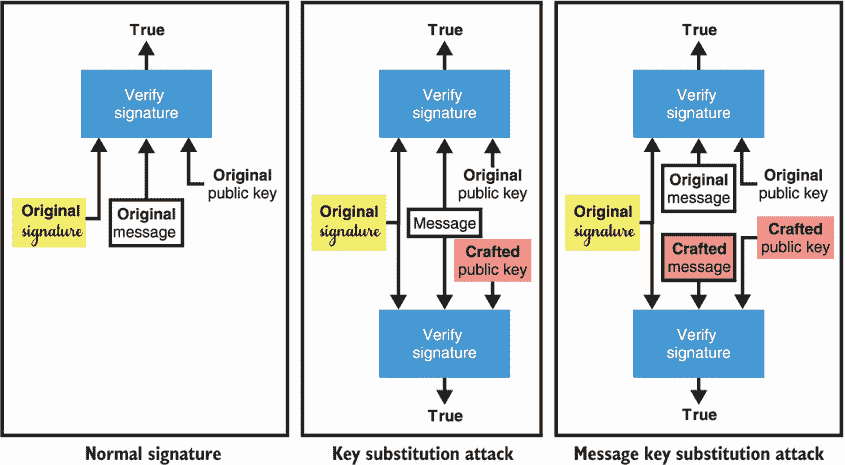 True
Verify
signature
Original
public key
Original
signature
Original
message
Normal signature
True
Verify
signature
Original
public key
Original
signature
Message
Crafted
public key
Verify
signature
True
Key substitution attack
True
Verify
signature
Original
message
Original
public key
Original
signature
Crafted
message
Crafted
public key
Verify
signature
True
Message key substitution attack